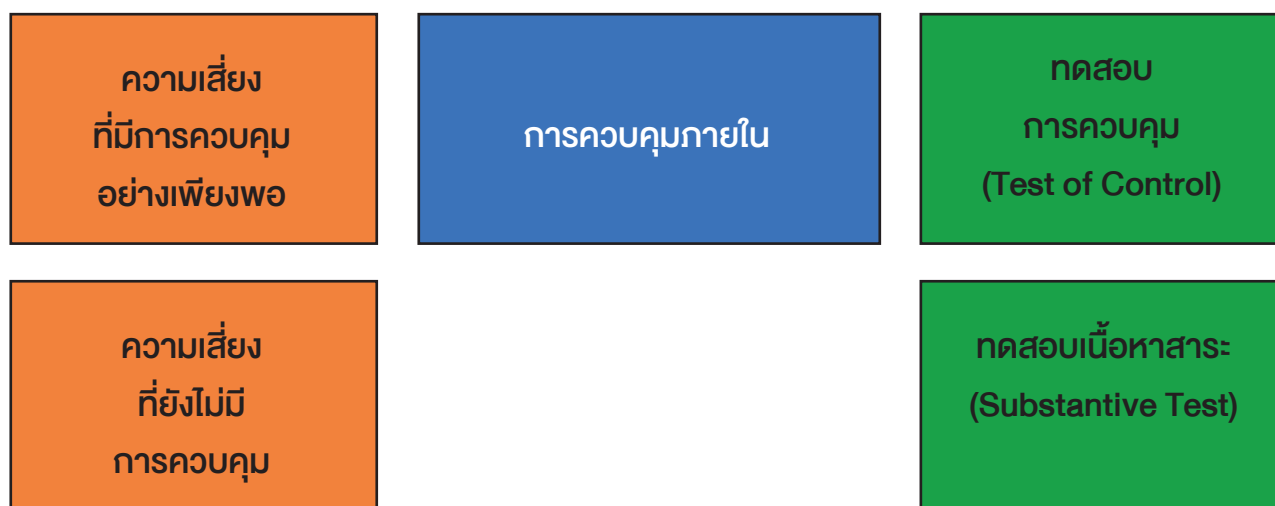 ความเสี่ยง
ที่มีการควบคุม
อย่างเพียงพอ
การควบคุมภายใน
ทดสอบ
การควบคุม
(Test of Control)
ความเสี่ยง
ที่ยังไม่มี
การควบคุม
ทดสอบเนื้อหาสาระ
(Substantive Test)